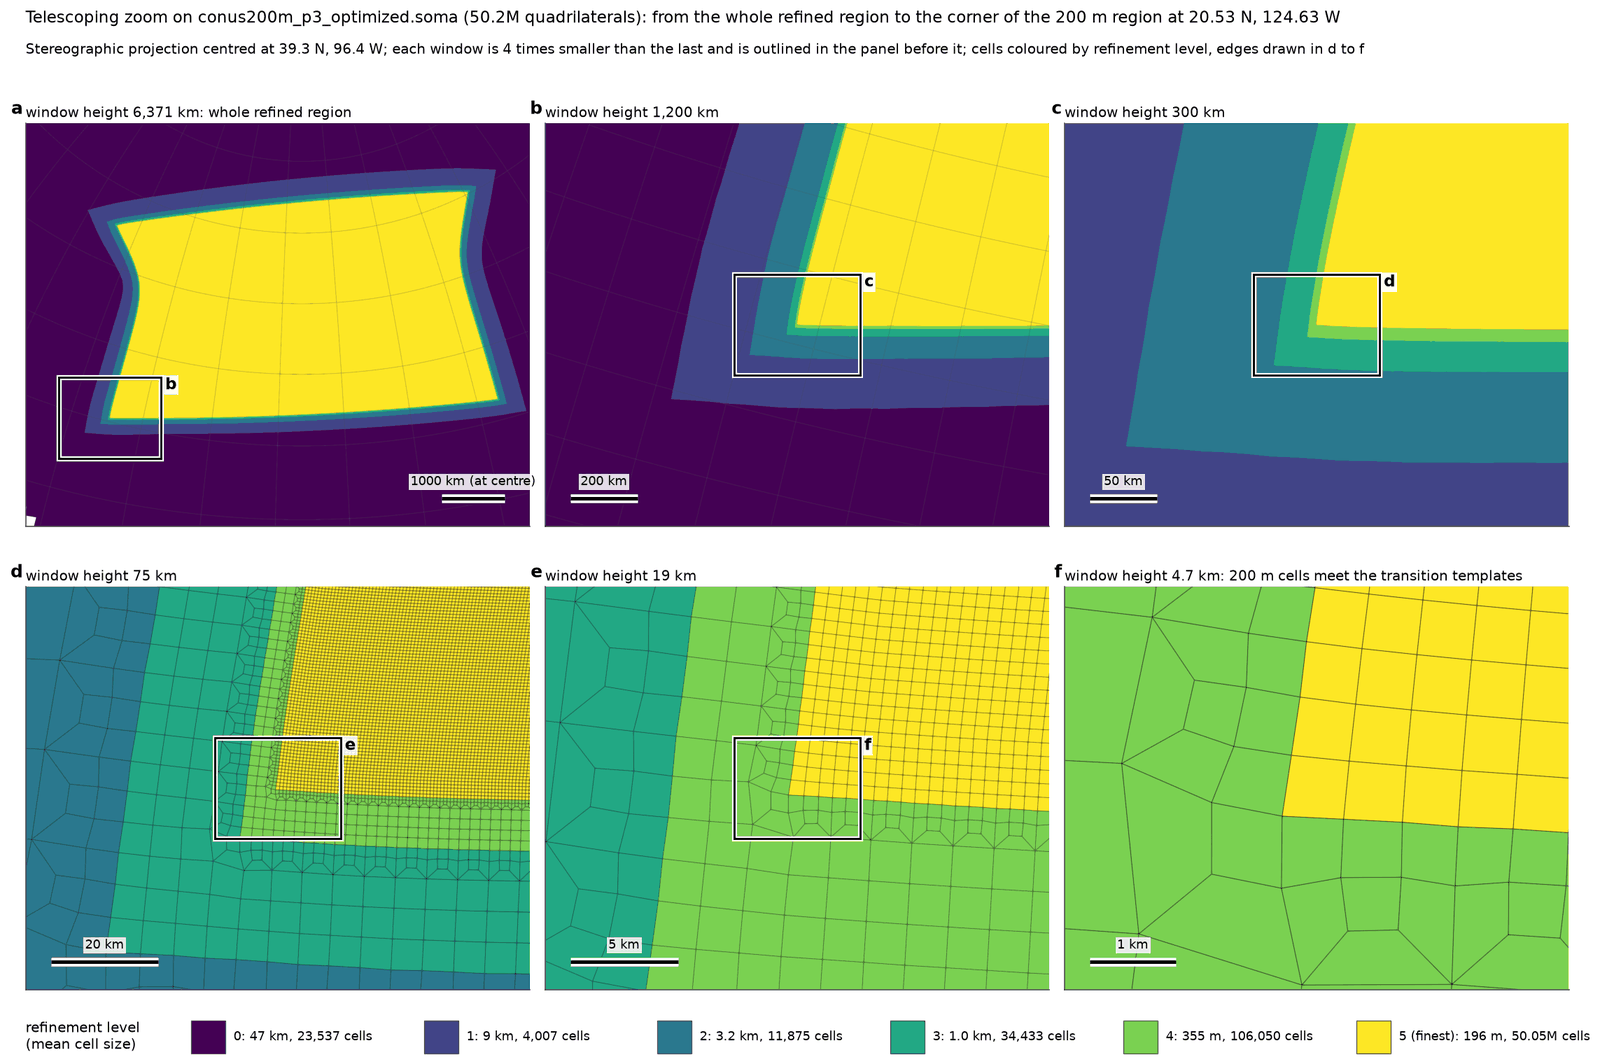 Telescoping zoom on conus200m_p3_optimized.soma (50.2M quadrilaterals): from the whole refined region to the corner of the 200 m region at 20.53 N, 124.63 W
Stereographic projection centred at 39.3 N, 96.4 W; each window is 4 times smaller than the last and is outlined in the panel before it; cells coloured by refinement level, edges drawn in d to f
a window height 6,371 km: whole refined region
b
1000 km (at centre)
b window height 1,200 km
c
200 km
c window height 300 km
d
50 km
d window height 75 km
e
20 km
e window height 19 km
f
5 km
f window height 4.7 km: 200 m cells meet the transition templates
1 km
refinement level
(mean cell size)
0: 47 km, 23,537 cells
1: 9 km, 4,007 cells
2: 3.2 km, 11,875 cells
3: 1.0 km, 34,433 cells
4: 355 m, 106,050 cells
5 (finest): 196 m, 50.05M cells